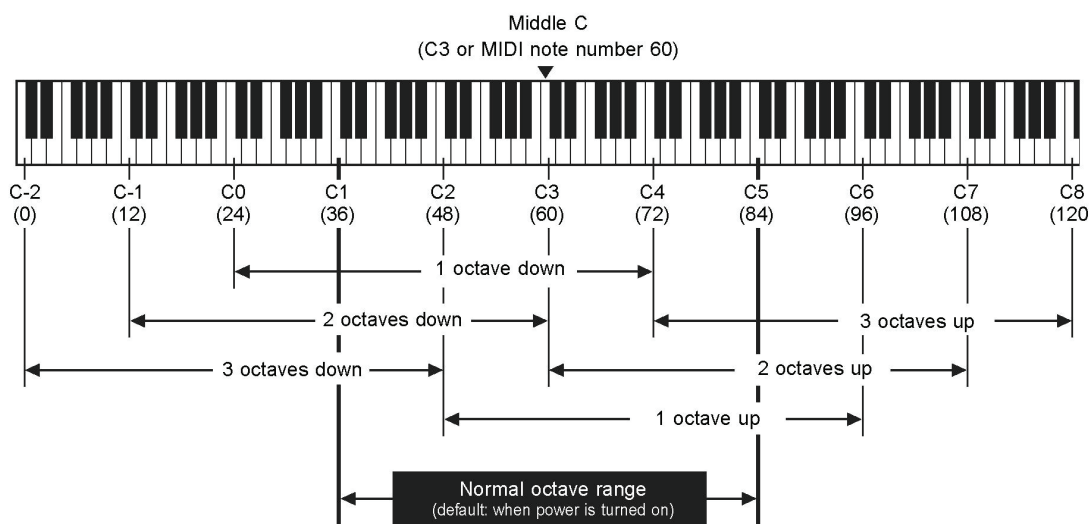 Middle C
(C3 or MIDI note number 60)
C-2 C-1 C0 C1 C2 C3 C4 C5 C6 C7 C8
(0) (12) (24) (36) (48) (60) (72) (84) (96) (108) (120
1 octave down
2 octaves down 3 octaves up
3 octaves down 2 octaves up
1 octave up
Normal octave range
(default: when power is turned on)